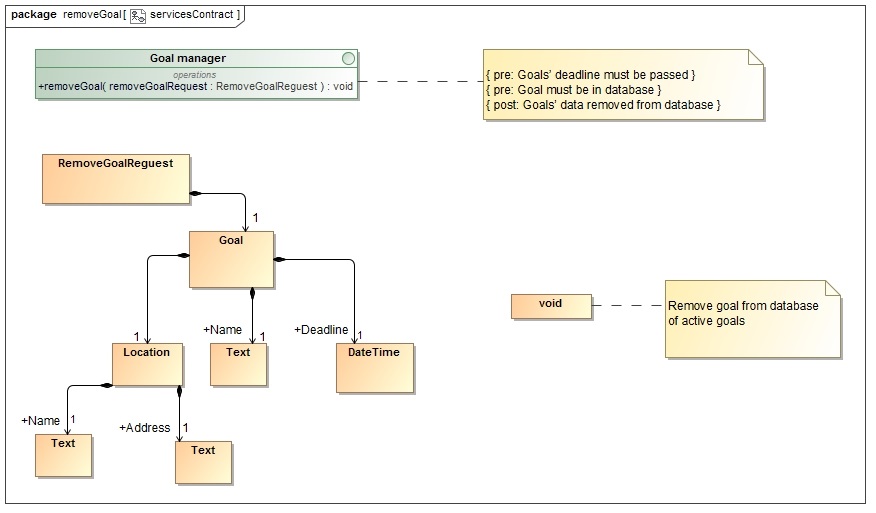 package removeGoal[ servicesContract ]
Goal manager
operations
+removeGoal( removeGoalRequest : RemoveGoalReguest ) : void
{ pre: Goals' deadline must be passed }
{ pre: Goal must be in database }
{ post: Goals' data removed from database }
RemoveGoalReguest
1
Goal
1
+Name
1
+Deadline
1
Location
Text
DateTime
+Name
1
+Address
1
Text
Text
void
Remove goal from database
of active goals